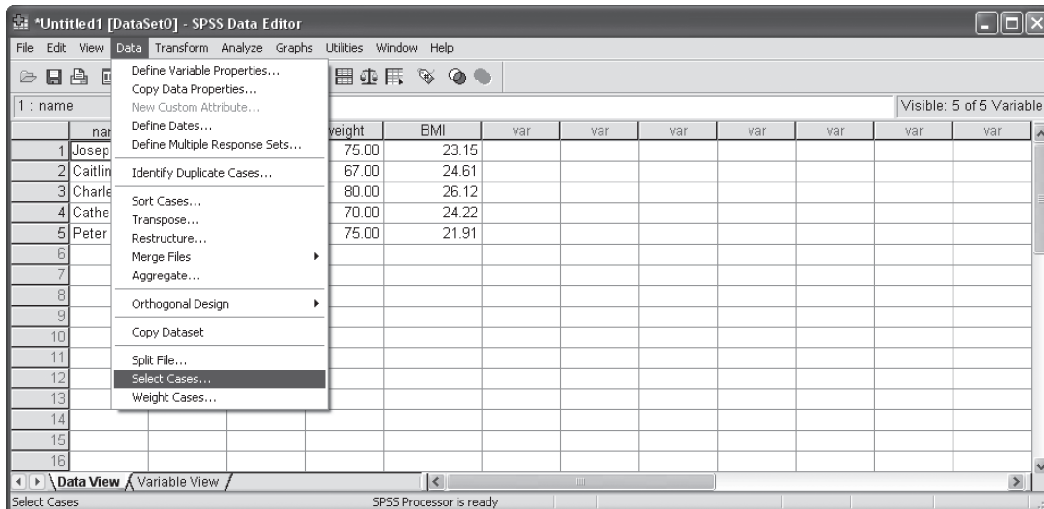 *Untitled1 [DataSet0] - SPSS Data Editor
File Edit View Data Transform Analyze Graphs Utilities Window Help
1 : name
Visible: 5 of 5 Variable
Define Variable Properties...
Copy Data Properties...
New Custom Attribute...
Define Dates...
Define Multiple Response Sets...
Identify Duplicate Cases...
Sort Cases...
Transpose...
Restructure...
Merge Files
Aggregate...
Orthogonal Design
Copy Dataset
Split File...
Select Cases...
Weight Cases...
nar veight EMI var var var var var var var
1 Josep 75.00 23.15
2 Caitlin 67.00 24.61
3 Charle 80.00 26.12
4 Cathe 70.00 24.22
5 Peter 75.00 21.91
6
7
8
9
10
11
12
13
14
15
16
Data View Variable View
Select Cases SPSS Processor is ready